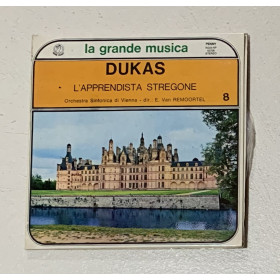 la grande musica
DUKAS
L'APPRENDISTA STREGONE
Orchestra Sinfonica di Vienna - dir.: E. Van REMOORTEL
8